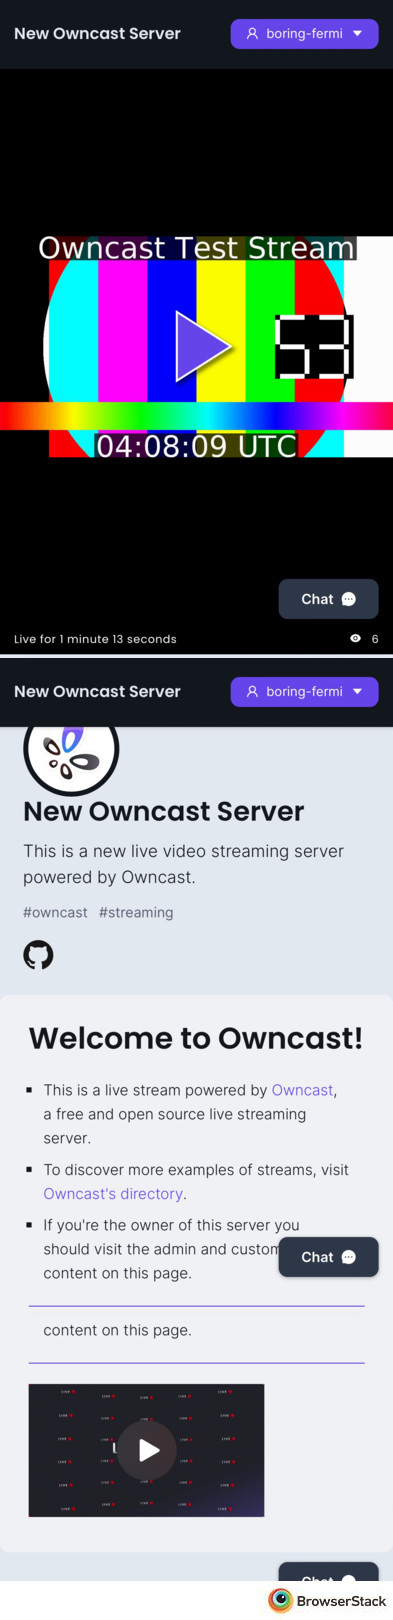 New Owncast Server
boring-fermi
Owncast Test Stream
53
04:08:09 UTC
Chat
Live for 1 minute 13 seconds
6
New Owncast Server
boring-fermi
New Owncast Server
This is a new live video streaming server
powered by Owncast.
#owncast #streaming
Welcome to Owncast!
This is a live stream powered by Owncast,
a free and open source live streaming
server.
To discover more examples of streams, visit
Owncast's directory.
If you're the owner of this server you
should visit the admin and custom
Chat
content on this page.
content on this page.
Chat
BrowserStack